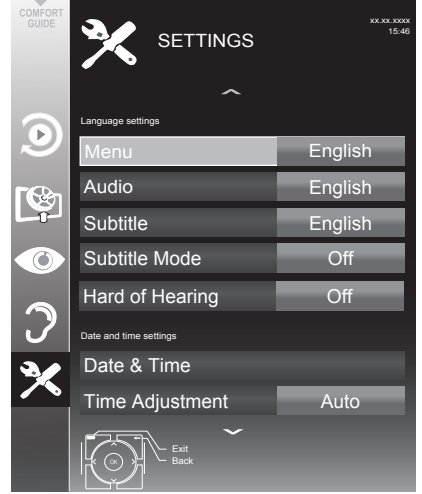 COMFORT
GUIDE
SETTINGS
xx.xx.xxxx
15:46
Language settings
Menu English
Audio English
Subtitle English
Subtitle Mode Off
Hard of Hearing Off
Date and time settings
Date & Time
Time Adjustment Auto
OK
Exit
Back